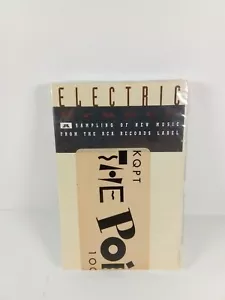 ELECTRIC
A SAMPLING OF NEW MUSIC
FROM THE RCA RECORDS LABEL
KQPT
THE Poi
100